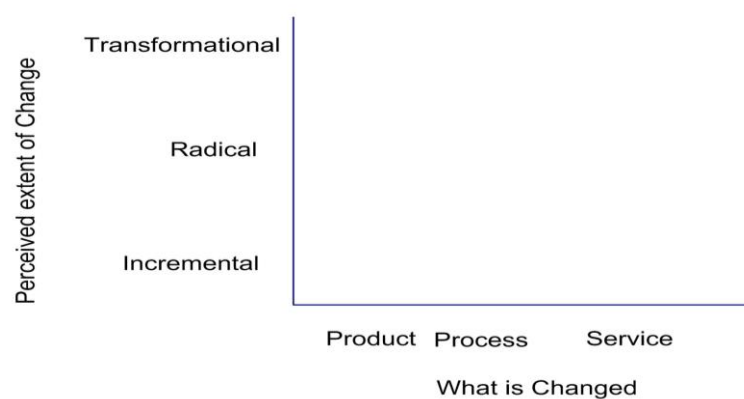 Perceived extent of Change
Transformational
Radical
Incremental
Product Process Service
What is Changed